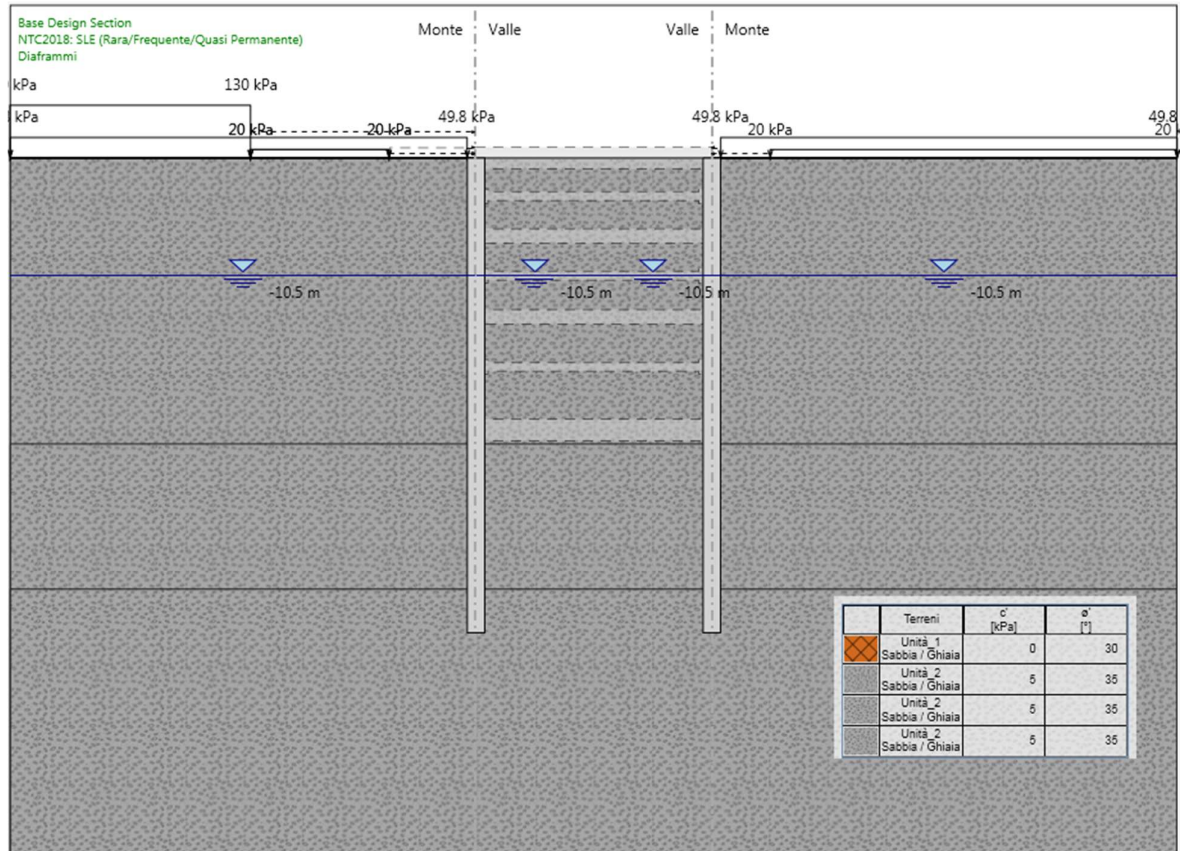 Base Design Section
NTC2018: SLE (Rara/Frequente/Quasi Permanente)
Diaframmi
Monte Valle Valle Monte
kPa 130 kPa
kPa 20 kPa 20 kPa 49.8 kPa 49.8 kPa 20 kPa 49.8
20
-10.5 m -10.5 m -10.5 m -10.5 m
Terreni c' [kPa] ø' [°]
Unità_1
Sabbia / Ghiaia 0 30
Unità_2
Sabbia / Ghiaia 5 35
Unità_2
Sabbia / Ghiaia 5 35
Unità_2
Sabbia / Ghiaia 5 35